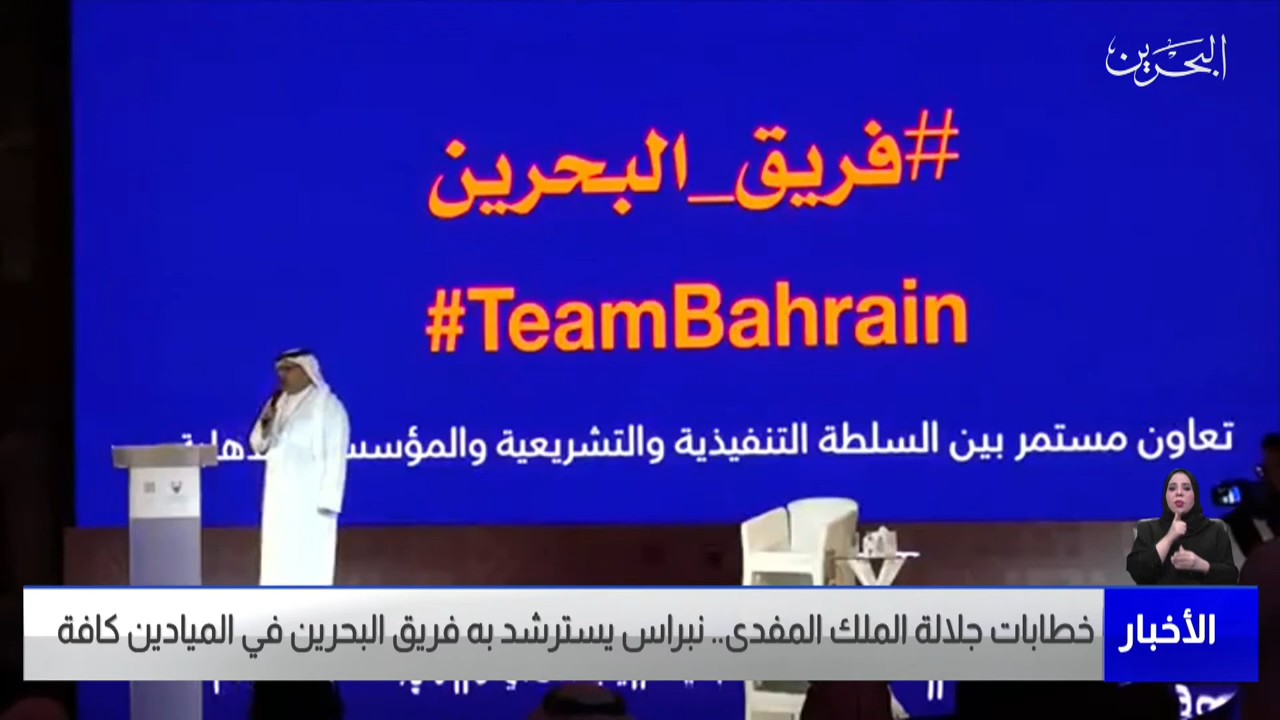 البحرين
#فريق_البحرين
#TeamBahrain
تعاون مستمر بين السلطة التنفيذية والتشريعية
الأخبار
خطابات جلالة الملك المفدى.. نبراس يسترشد به فريق البحرين في الميادين كافة